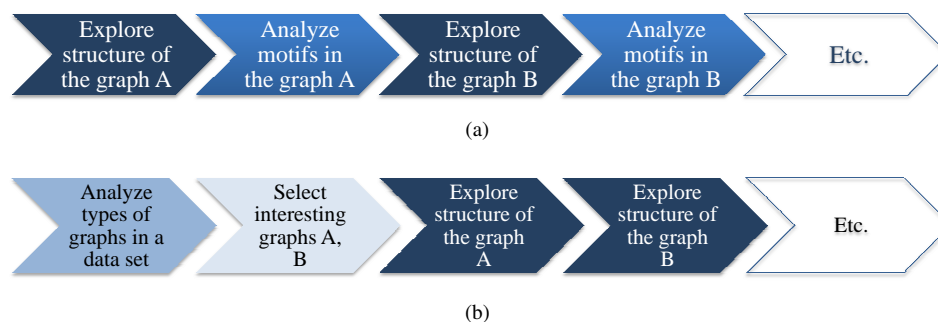 Explore
structure of
the graph A
Analyze
motifs in
the graph A
Explore
structure of
the graph B
Analyze
motifs in
the graph B
Etc.
(a)
Analyze
types of
graphs in a
data set
Select
interesting
graphs A,
B
Explore
structure of
the graph
A
Explore
structure of
the graph
B
Etc.
(b)